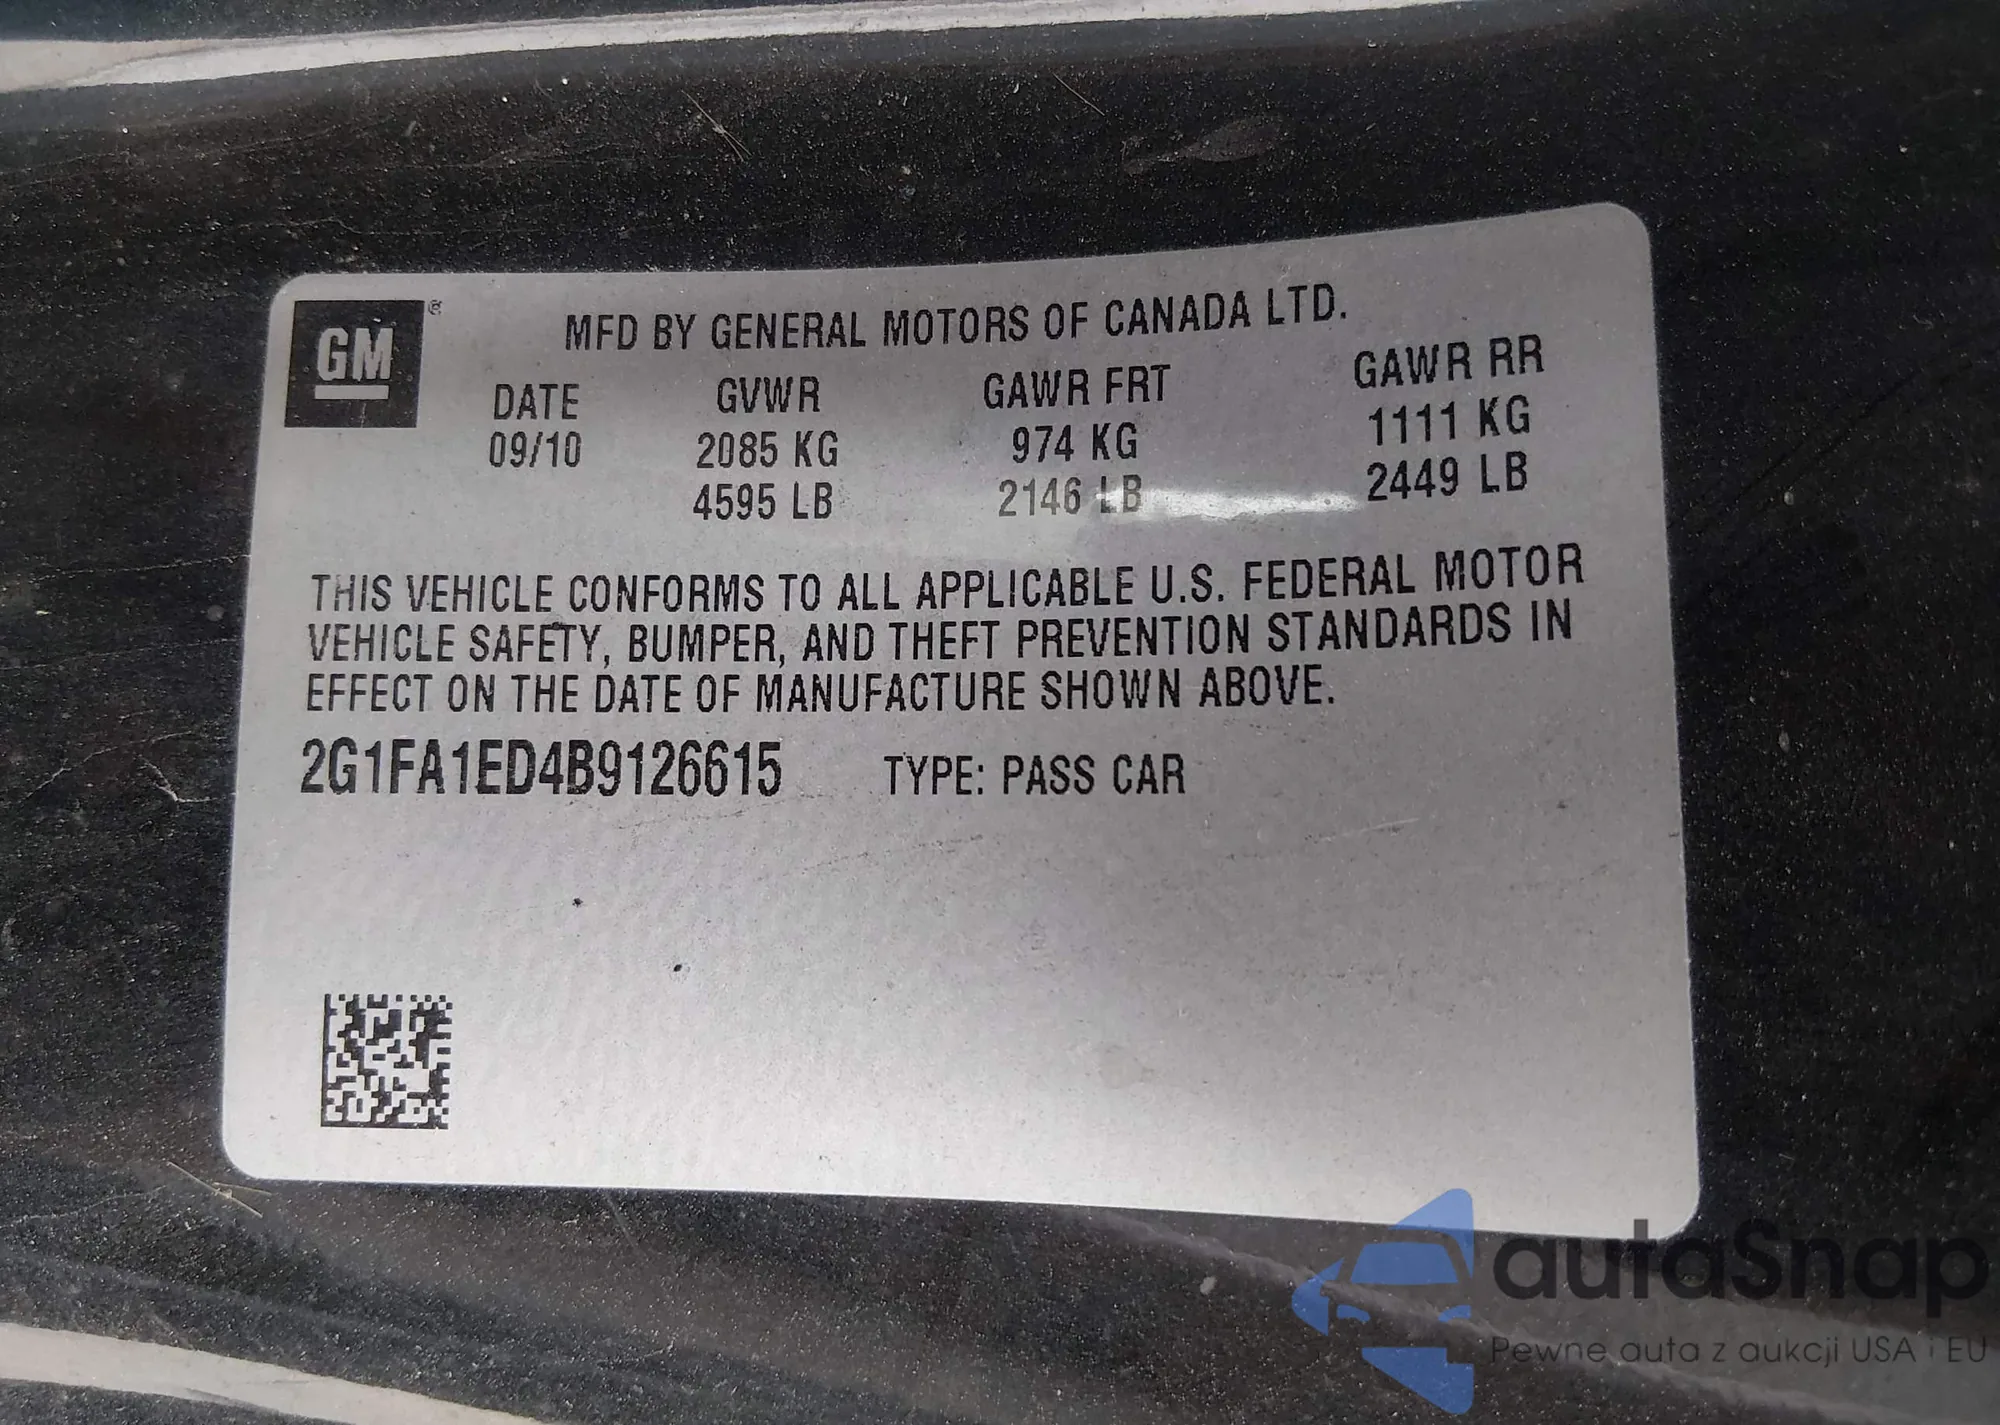 GM ®
MFD BY GENERAL MOTORS OF CANADA LTD.
DATE GVWR GAWR FRT GAWR RR
09/10 2085 KG 974 KG 1111 KG
4595 LB 2146 LB 2449 LB
THIS VEHICLE CONFORMS TO ALL APPLICABLE U.S. FEDERAL MOTOR
VEHICLE SAFETY, BUMPER, AND THEFT PREVENTION STANDARDS IN
EFFECT ON THE DATE OF MANUFACTURE SHOWN ABOVE.
2G1FA1ED4B9126615 TYPE: PASS CAR
autaSnap
Pewne auta z aukcji USA i EU